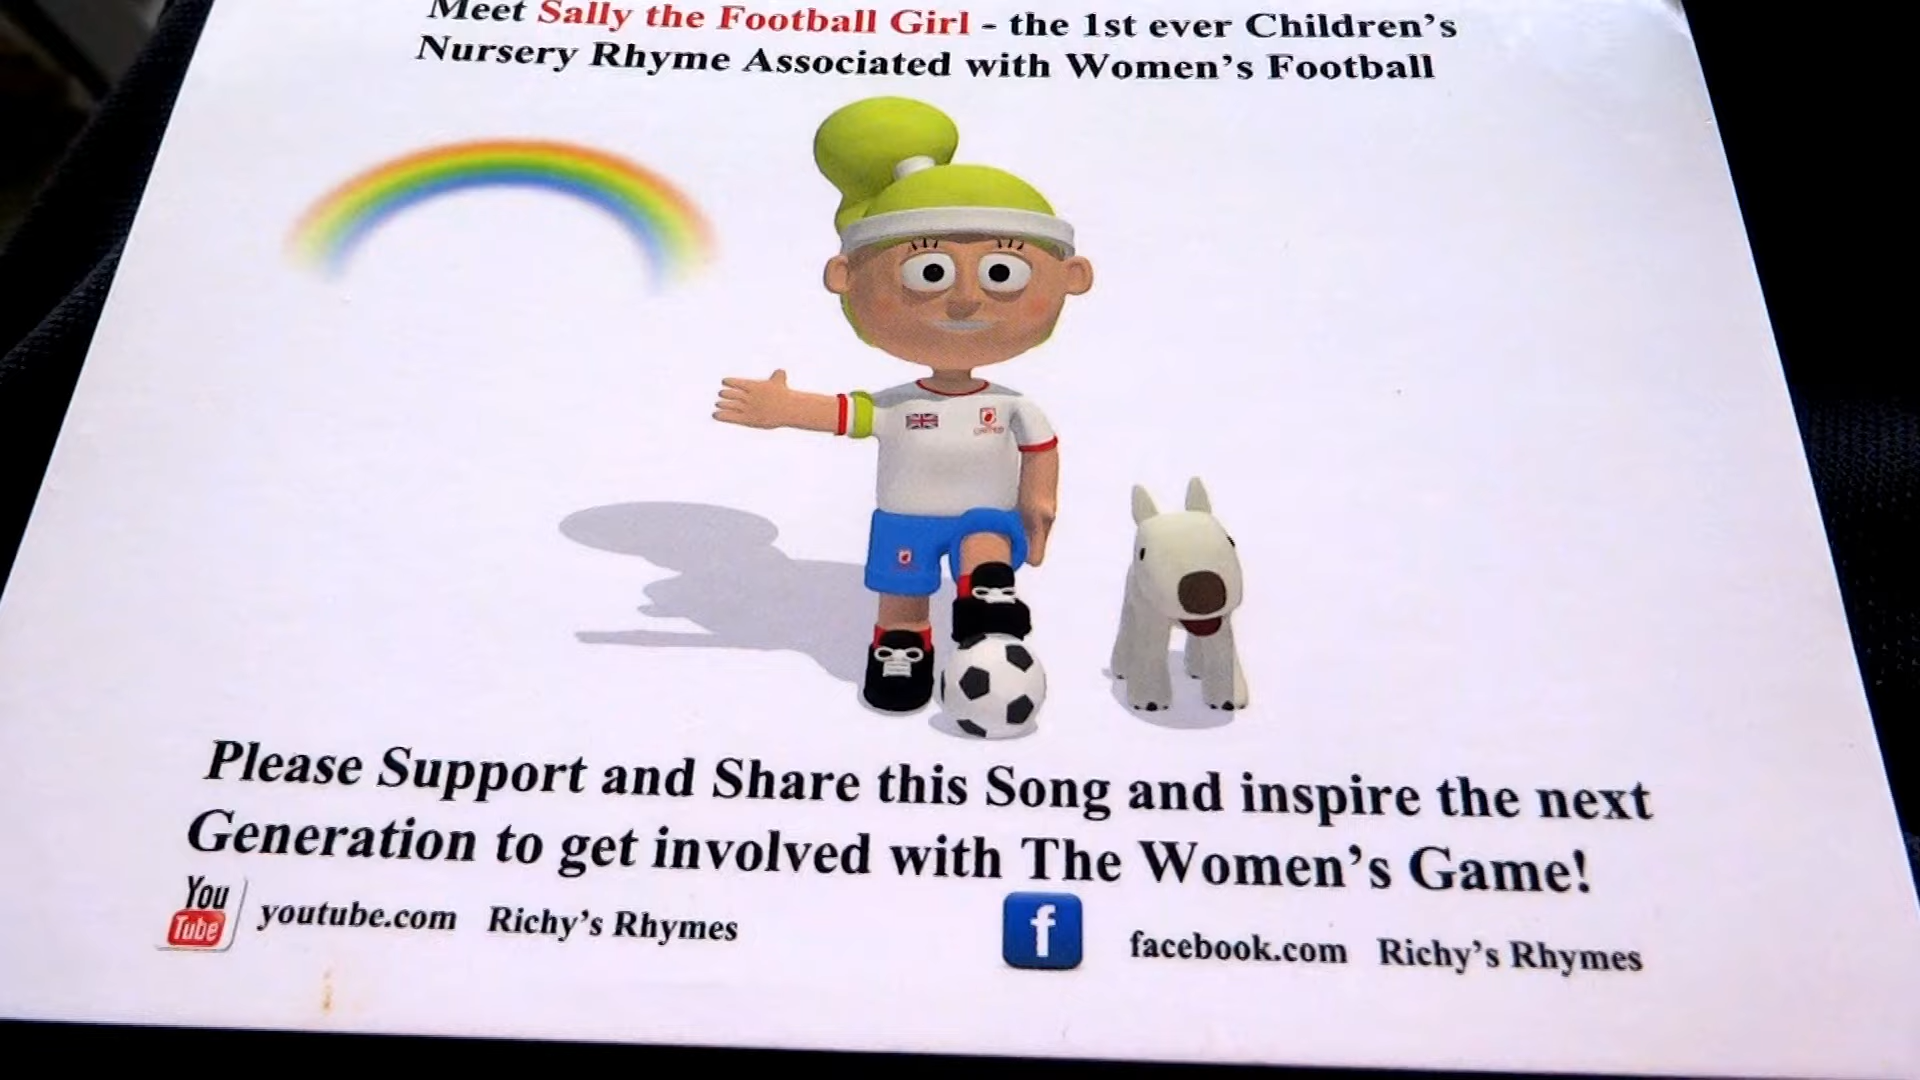 Meet Sally the Football Girl - the 1st ever Children's
Nursery Rhyme Associated with Women's Football
UNITED
Please Support and Share this Song and inspire the next
Generation to get involved with The Women's Game!
You Tube youtube.com Richy's Rhymes
f facebook.com Richy's Rhymes